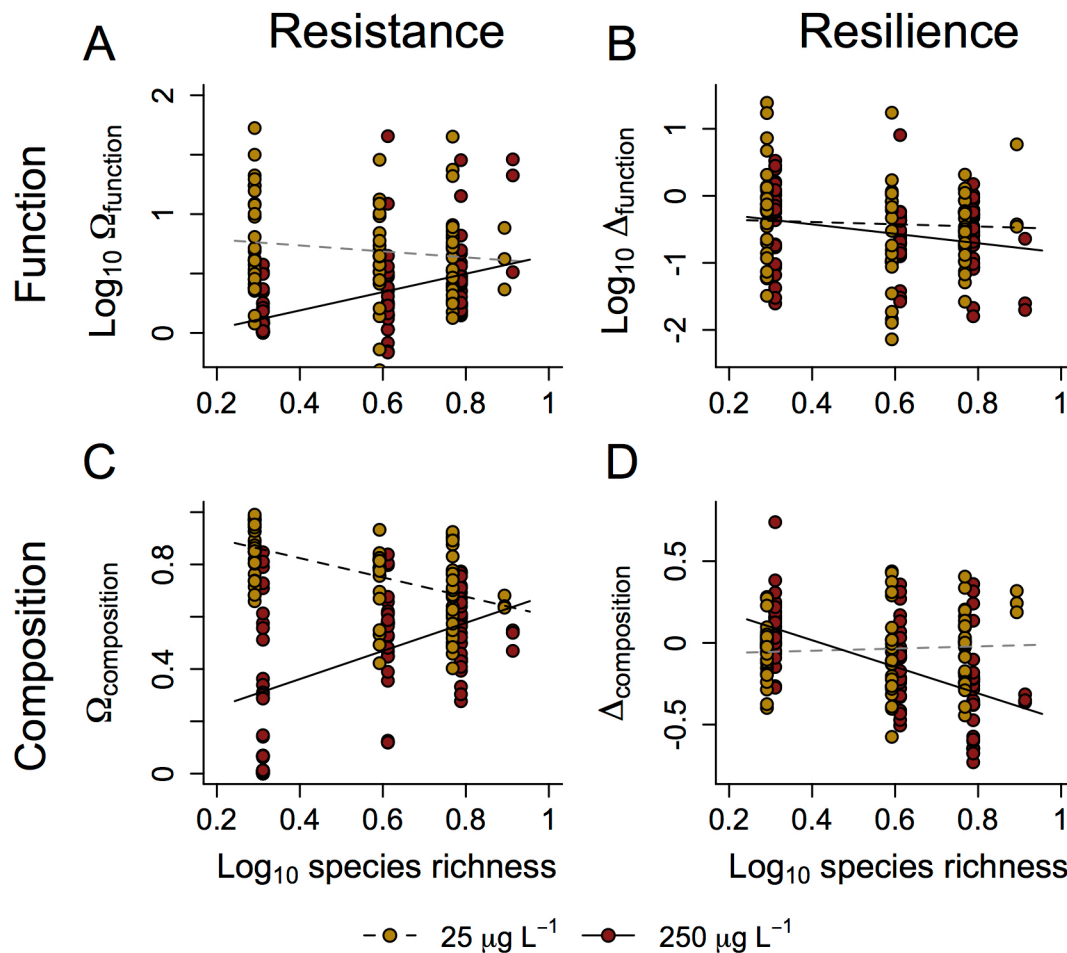 Resistance
Resilience
A
B
Function
Log10 Ωfunction
2
1
0
0.2 0.4 0.6 0.8 1
Log10 Δfunction
1
0
-1
-2
0.2 0.4 0.6 0.8 1
C
D
Composition
Ωcomposition
0.8
0.4
0
0.2 0.4 0.6 0.8 1
Log10 species richness
Δcomposition
0.5
0
-0.5
0.2 0.4 0.6 0.8 1
Log10 species richness
25 μg L−1
250 μg L−1